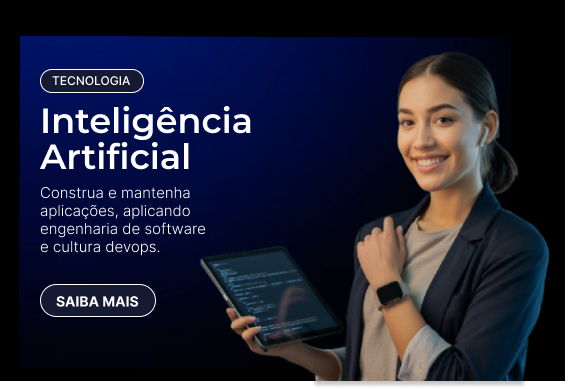 TECNOLOGIA
Inteligência
Artificial
Construa e mantenha
aplicações, aplicando
engenharia de software
e cultura devops.
SAIBA MAIS